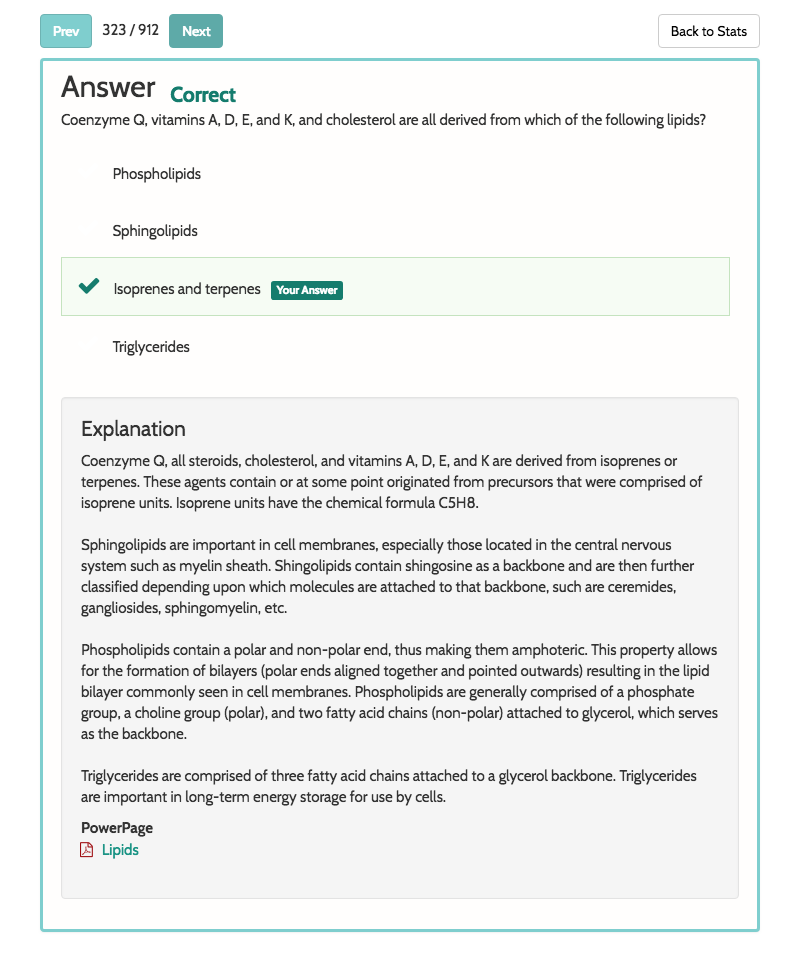 Prev 323 / 912 Next Back to Stats
Answer Correct
Coenzyme Q, vitamins A, D, E, and K, and cholesterol are all derived from which of the following lipids?
Phospholipids
Sphingolipids
Isoprenes and terpenes Your Answer
Triglycerides
Explanation
Coenzyme Q, all steroids, cholesterol, and vitamins A, D, E, and K are derived from isoprenes or
terpenes. These agents contain or at some point originated from precursors that were comprised of
isoprene units. Isoprene units have the chemical formula C5H8.
Sphingolipids are important in cell membranes, especially those located in the central nervous
system such as myelin sheath. Shingolipids contain shingosine as a backbone and are then further
classified depending upon which molecules are attached to that backbone, such are ceremides,
gangliosides, sphingomyelin, etc.
Phospholipids contain a polar and non-polar end, thus making them amphoteric. This property allows
for the formation of bilayers (polar ends aligned together and pointed outwards) resulting in the lipid
bilayer commonly seen in cell membranes. Phospholipids are generally comprised of a phosphate
group, a choline group (polar), and two fatty acid chains (non-polar) attached to glycerol, which serves
as the backbone.
Triglycerides are comprised of three fatty acid chains attached to a glycerol backbone. Triglycerides
are important in long-term energy storage for use by cells.
PowerPage
Lipids